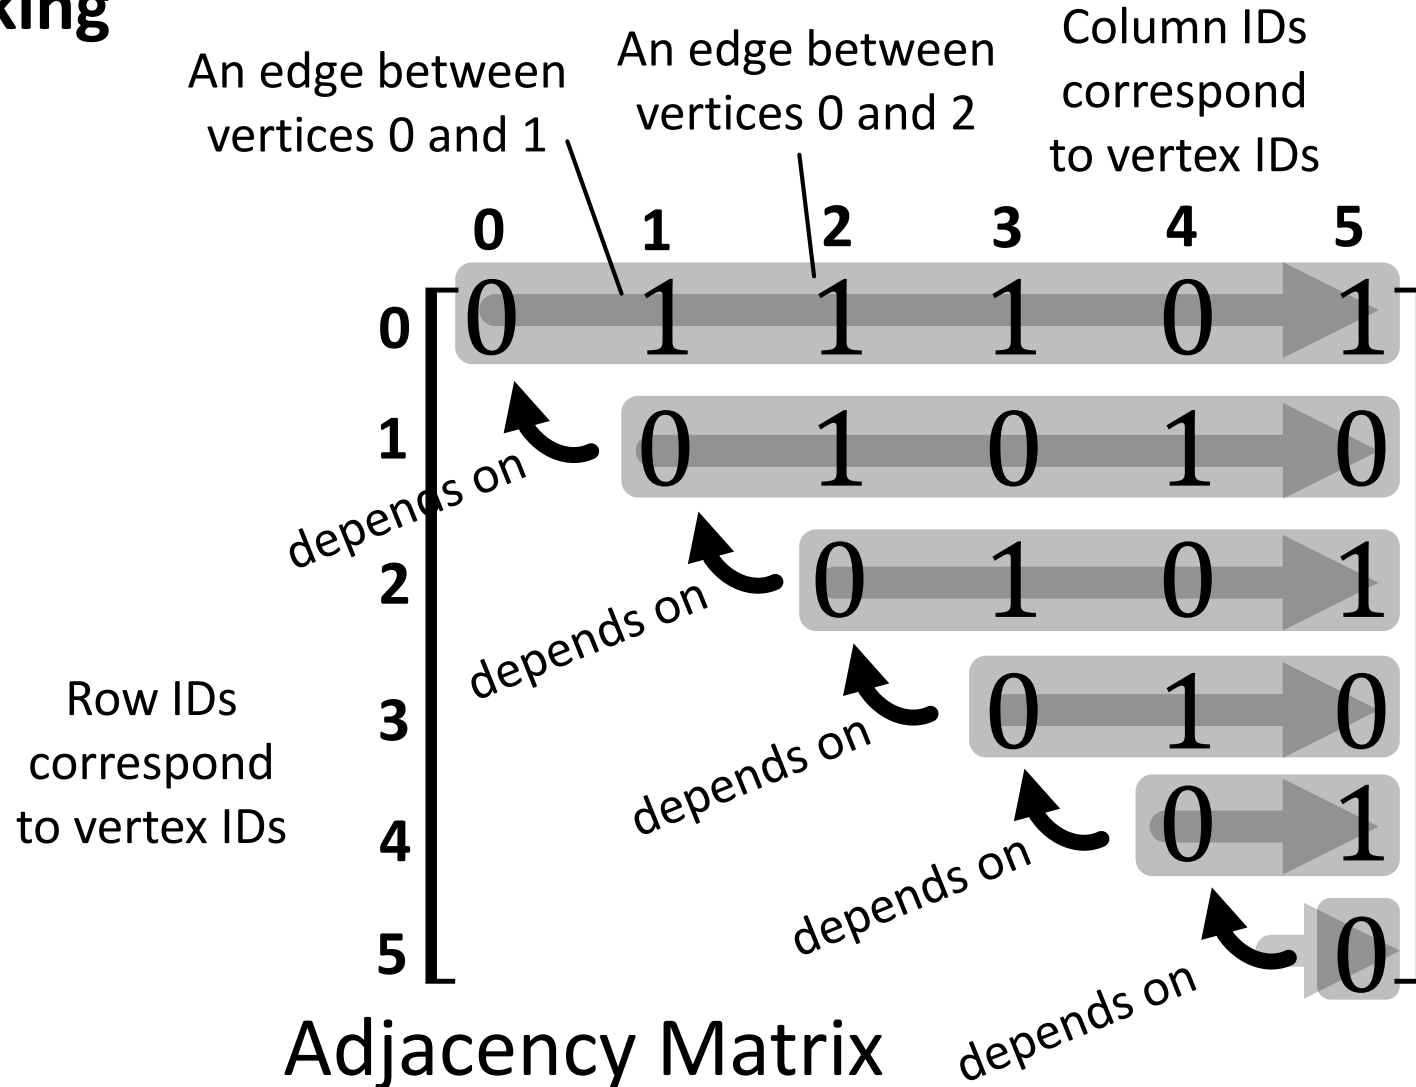 An edge between
vertices 0 and 1
An edge between
vertices 0 and 2
Column IDs
correspond
to vertex IDs
0 1 2 3 4 5
0 0 1 1 1 0 1
1 0 1 0 1 0
depends on
2 0 1 0 1
depends on
Row IDs
correspond
to vertex IDs
3 0 1 0
depends on
4 0 1
depends on
5 0
depends on
Adjacency Matrix